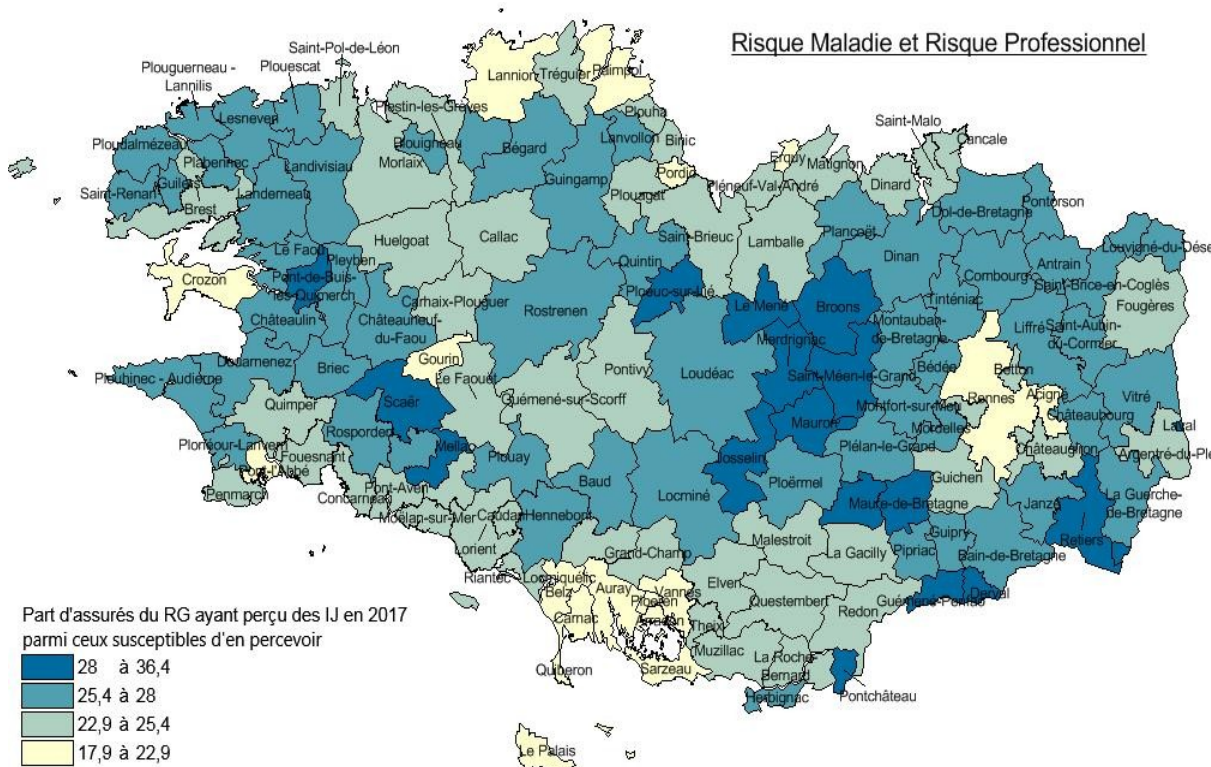 Risque Maladie et Risque Professionnel
Saint-Pol-de-Léon
Plouguerneau -
Lannilis
Plouescat
Lannion
Tréguier
Paimpol
Plestin-les-Grèves
Plouha
Lesneven
Plouigneau
Lanvollon
Binic
Saint-Malo
Cancale
Ploudalmézeau
Plabennec
Landivisiau
Morlaix
Bégard
Erquy
Matignon
Guilers
Guingamp
Pordic
Pléneuf-Val-André
Dinard
Saint-Renan
Landerneau
Plouagat
Dol-de-Bretagne
Pontorson
Brest
Plancoët
Huelgoat
Callac
Saint-Brieuc
Lamballe
Le Faou
Pleyben
Quintin
Dinan
Antrain
Louvigné-du-Dése
Crozon
Pont-de-Buis-
lès-Quimerch
Ploeuc-sur-Lié
Combourg
Saint-Brice-en-Coglès
Carhaix-Plouguer
Le Mené
Broons
Tinténiac
Fougères
Châteaulin
Châteauneuf-
du-Faou
Rostrenen
Montauban-
de-Bretagne
Liffré
Saint-Aubin-
du-Cormier
Merdrignac
Douarnenez
Briec
Gourin
Le Faouët
Pontivy
Loudéac
Bédée
Betton
Plouhinec - Audierne
Saint-Méen-le-Grand
Rennes
Acigné
Vitré
Scaër
Guémené-sur-Scorff
Montfort-sur-Meu
Châteaubourg
Quimper
Mauron
Mordelles
Laval
Rosporden
Plonéour-Lanvern
Mellac
Plélan-le-Grand
Châteaugiron
Fouesnant
Plouay
Josselin
Argentré-du-Ple
Pont-l'Abbé
Pont-Aven
Baud
Ploërmel
Guichen
Penmarch
Concarneau
Locminé
Maure-de-Bretagne
Janzé
La Guerche-
de-Bretagne
Moëlan-sur-Mer
Caudan
Hennebont
Guipry
Retiers
Malestroit
Lorient
Grand-Champ
La Gacilly
Pipriac
Bain-de-Bretagne
Riantec
Locmiquélic
Elven
Belz
Auray
Vannes
Ploeren
Questembert
Guémené-Penfao
Derval
Carnac
Arradon
Theix
Redon
Muzillac
La Roche-
Bernard
Quiberon
Sarzeau
Herbignac
Pontchâteau
Le Palais
Part d'assurés du RG ayant perçu des IJ en 2017
parmi ceux susceptibles d'en percevoir
28 à 36,4
25,4 à 28
22,9 à 25,4
17,9 à 22,9